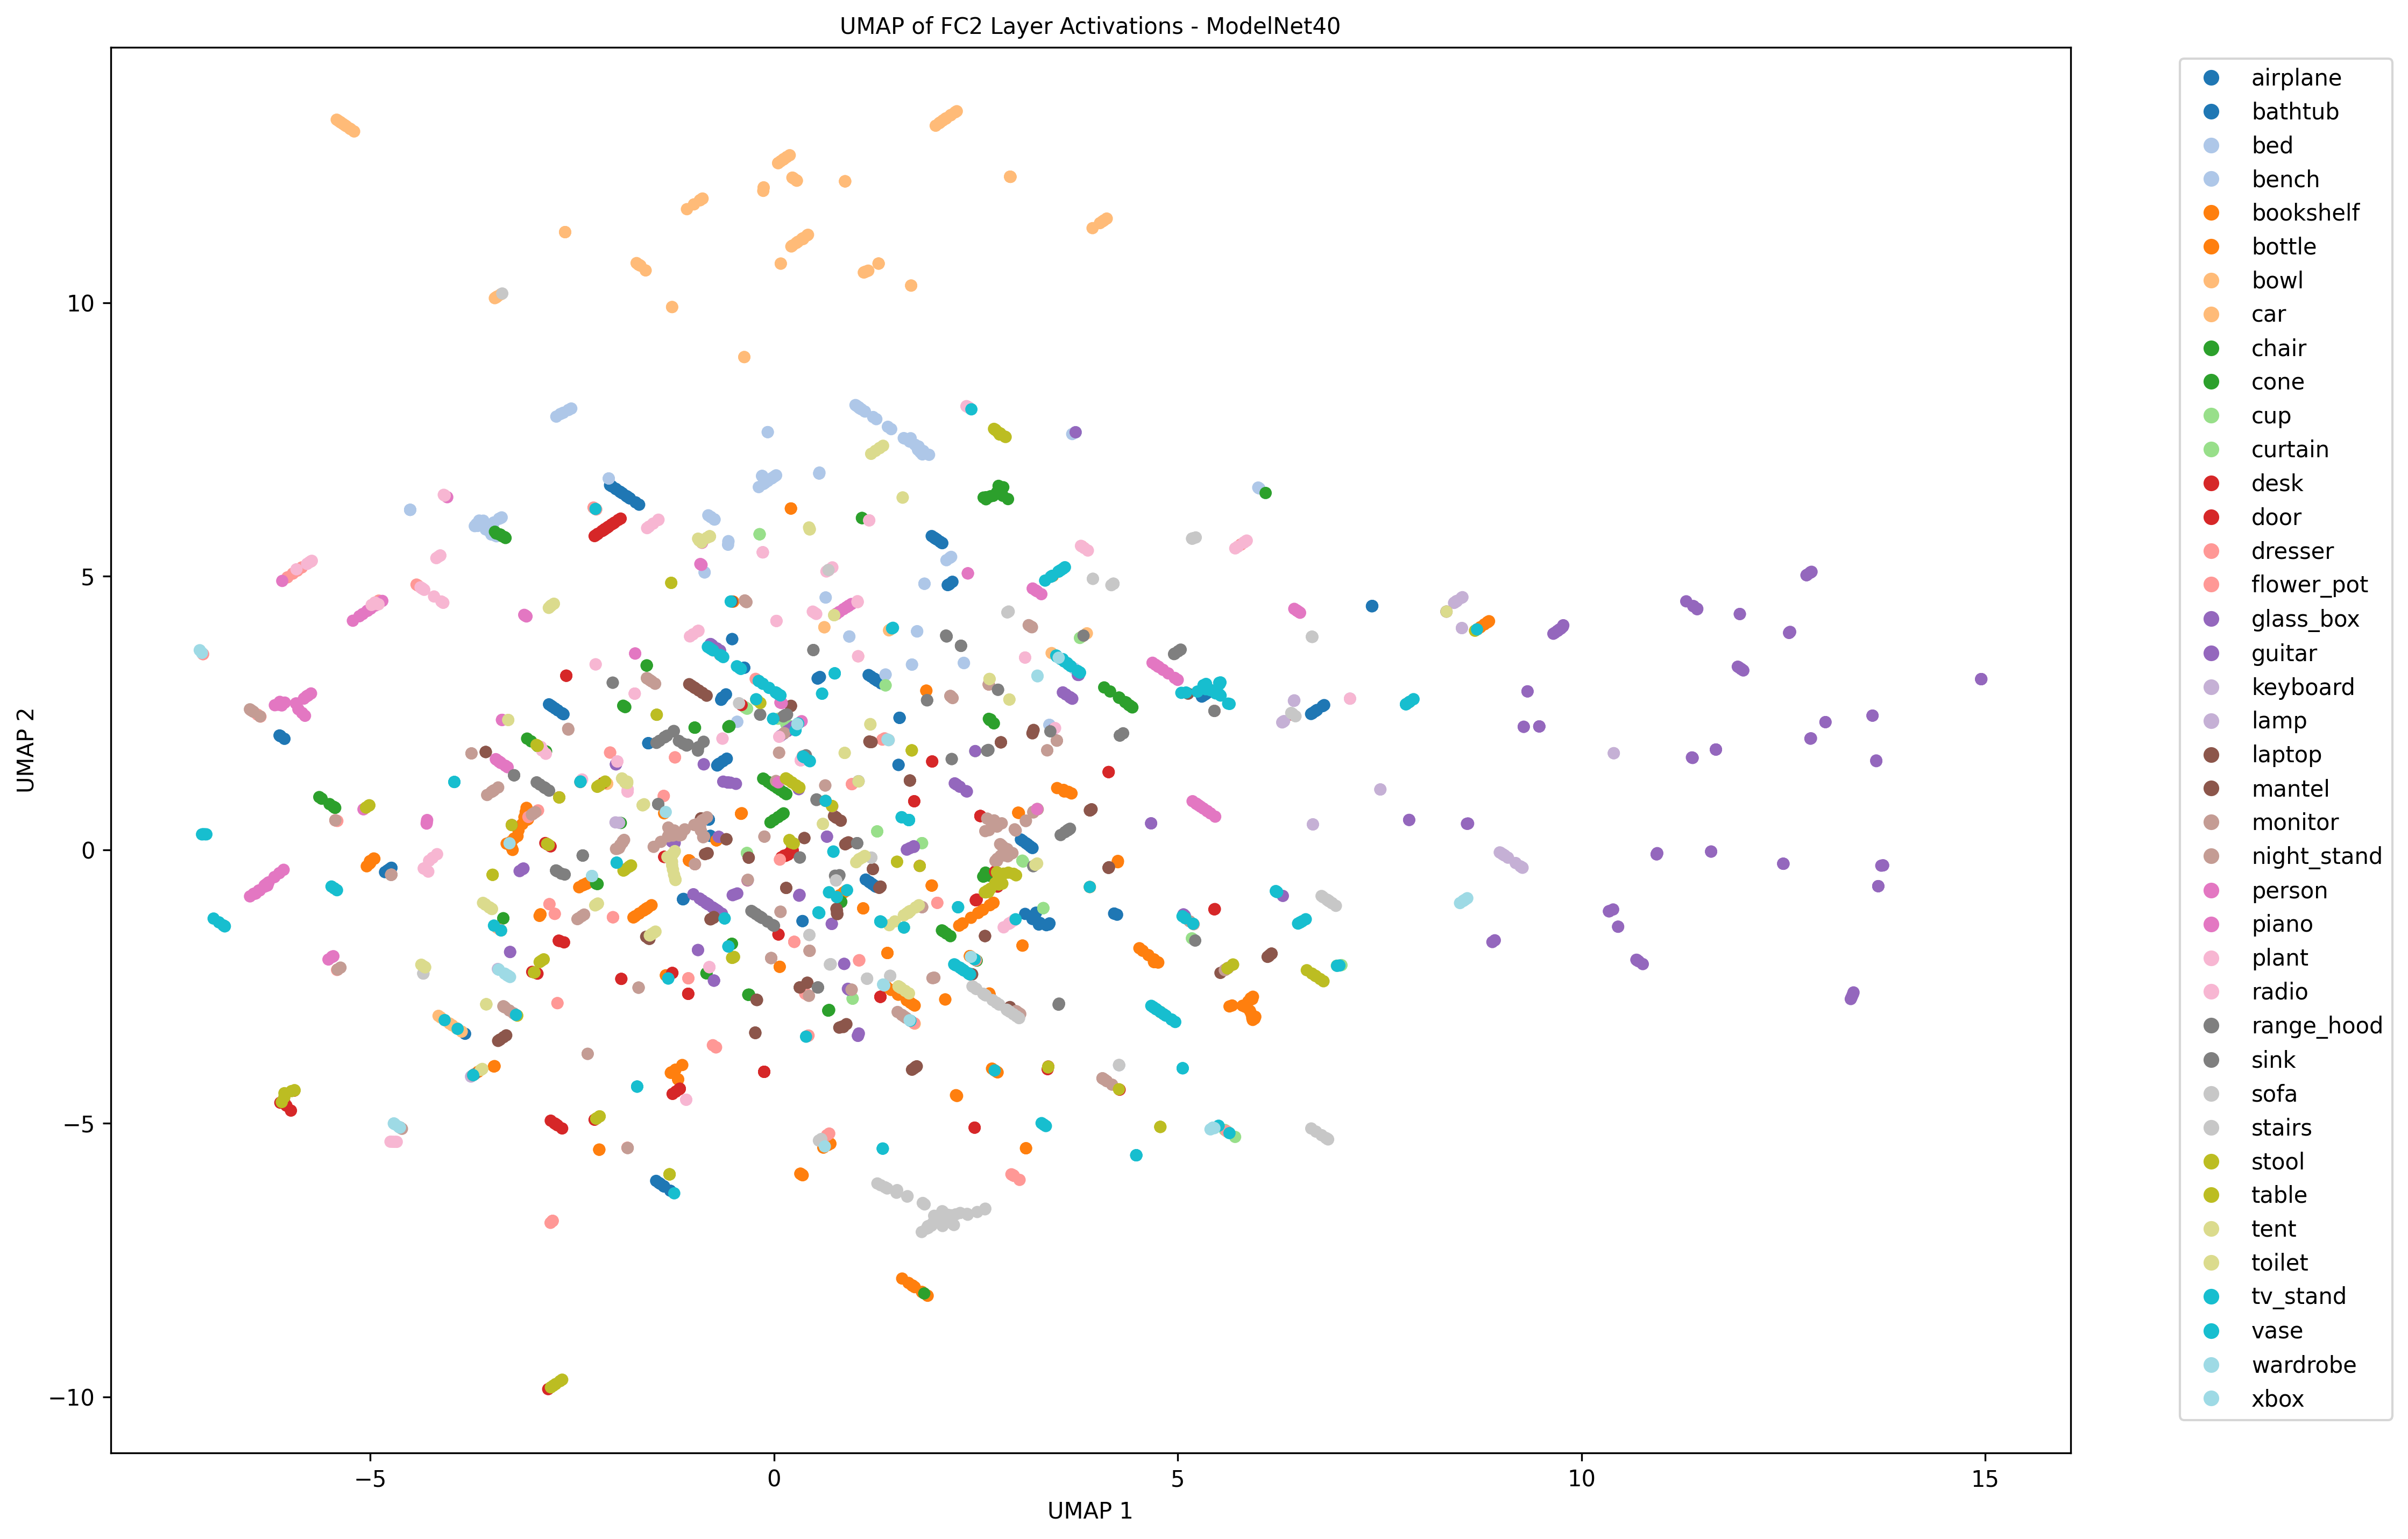 UMAP of FC2 Layer Activations - ModelNet40
10
5
0
−5
−10
UMAP 2
−5
0
5
10
15
UMAP 1
airplane
bathtub
bed
bench
bookshelf
bottle
bowl
car
chair
cone
cup
curtain
desk
door
dresser
flower_pot
glass_box
guitar
keyboard
lamp
laptop
mantel
monitor
night_stand
person
piano
plant
radio
range_hood
sink
sofa
stairs
stool
table
tent
toilet
tv_stand
vase
wardrobe
xbox